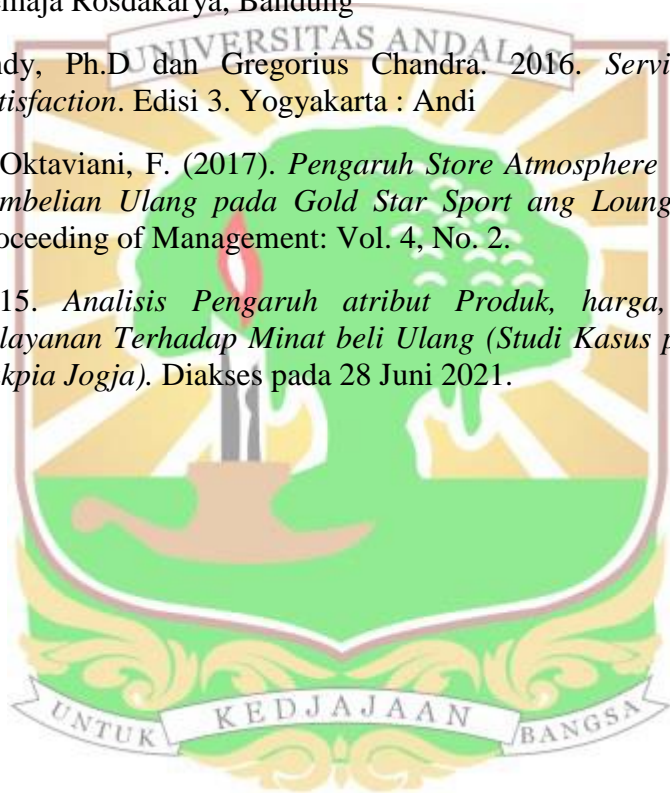 emaja Rosdakarya, Bandung
UNIVERSITAS ANDALAS
ndy, Ph.D dan Gregorius Chandra. 2016. Servi
tisfaction. Edisi 3. Yogyakarta : Andi
Oktaviani, F. (2017). Pengaruh Store Atmosphere
mbelian Ulang pada Gold Star Sport ang Loung
oceeding of Management: Vol. 4, No. 2.
15. Analisis Pengaruh atribut Produk, harga,
layanan Terhadap Minat beli Ulang (Studi Kasus p
kpia Jogja). Diakses pada 28 Juni 2021.
UNTUK KEDJAJAAN BANGSA